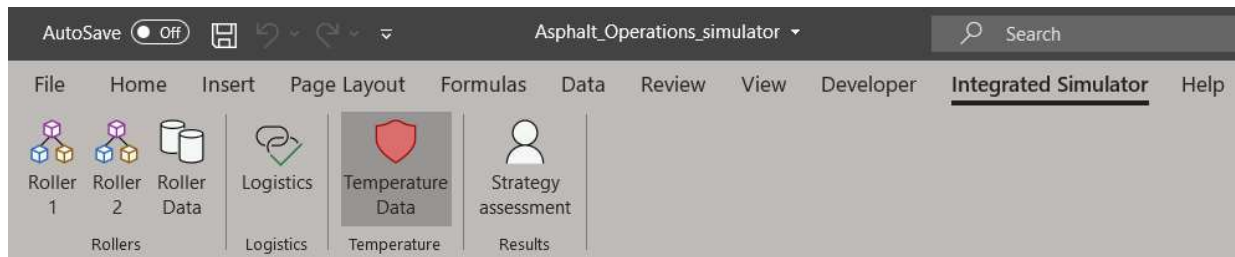 AutoSave Off Asphalt_Operations_simulator Search
File Home Insert Page Layout Formulas Data Review View Developer Integrated Simulator Help
Roller Roller Roller Logistics Temperature Strategy
1 2 Data Data assessment
Rollers Logistics Temperature Results